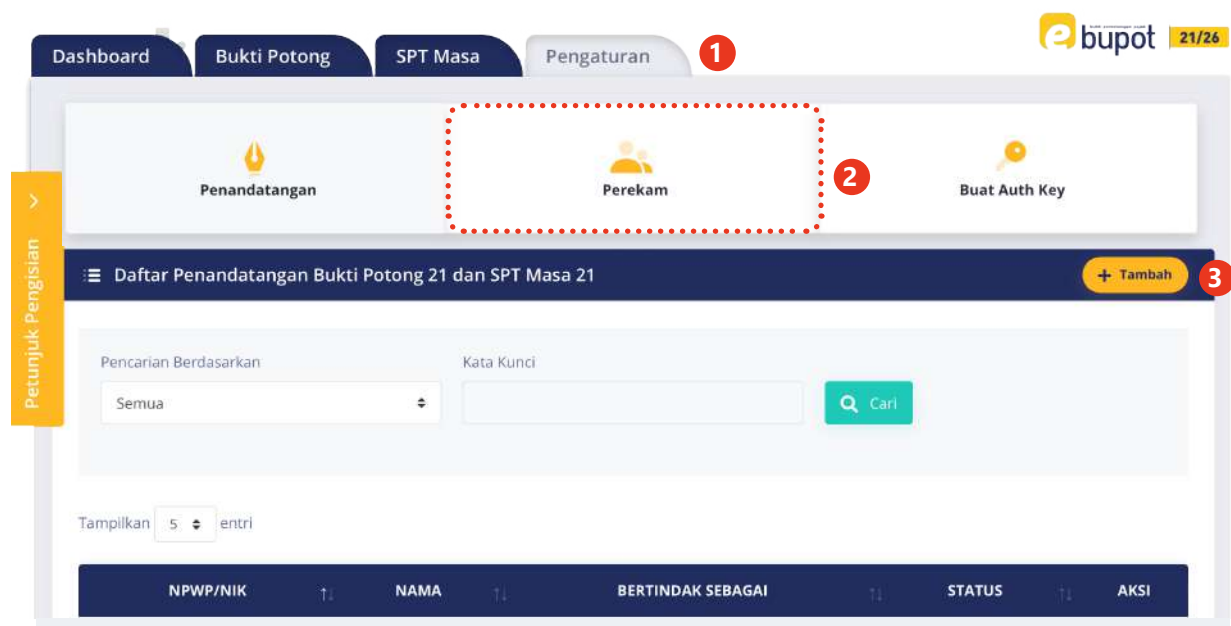 Dashboard
Bukti Potong
SPT Masa
Pengaturan
1
e bupot 21/26
Penandatangan
Perekam
2
Buat Auth Key
Petunjuk Pengisian
Daftar Penandatangan Bukti Potong 21 dan SPT Masa 21
+ Tambah
3
Pencarian Berdasarkan
Kata Kunci
Semua
Cari
Tampilkan 5 entri
NPWP/NIK NAMA BERTINDAK SEBAGAI STATUS AKSI